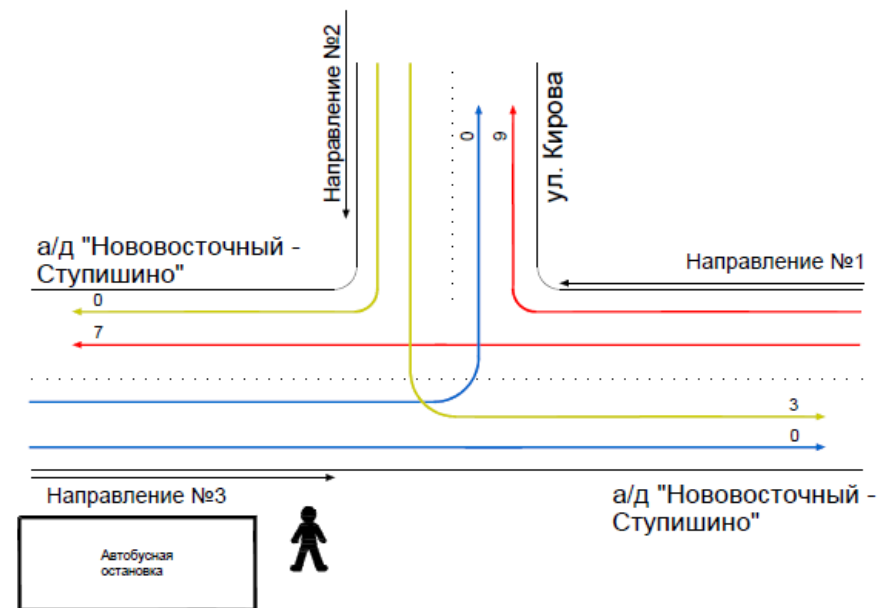 Направление №2
0
9
ул. Кирова
а/д "Нововосточный -
Ступишино"
Направление №1
0
7
3
0
Направление №3
а/д "Нововосточный -
Ступишино"
Автобусная
остановка